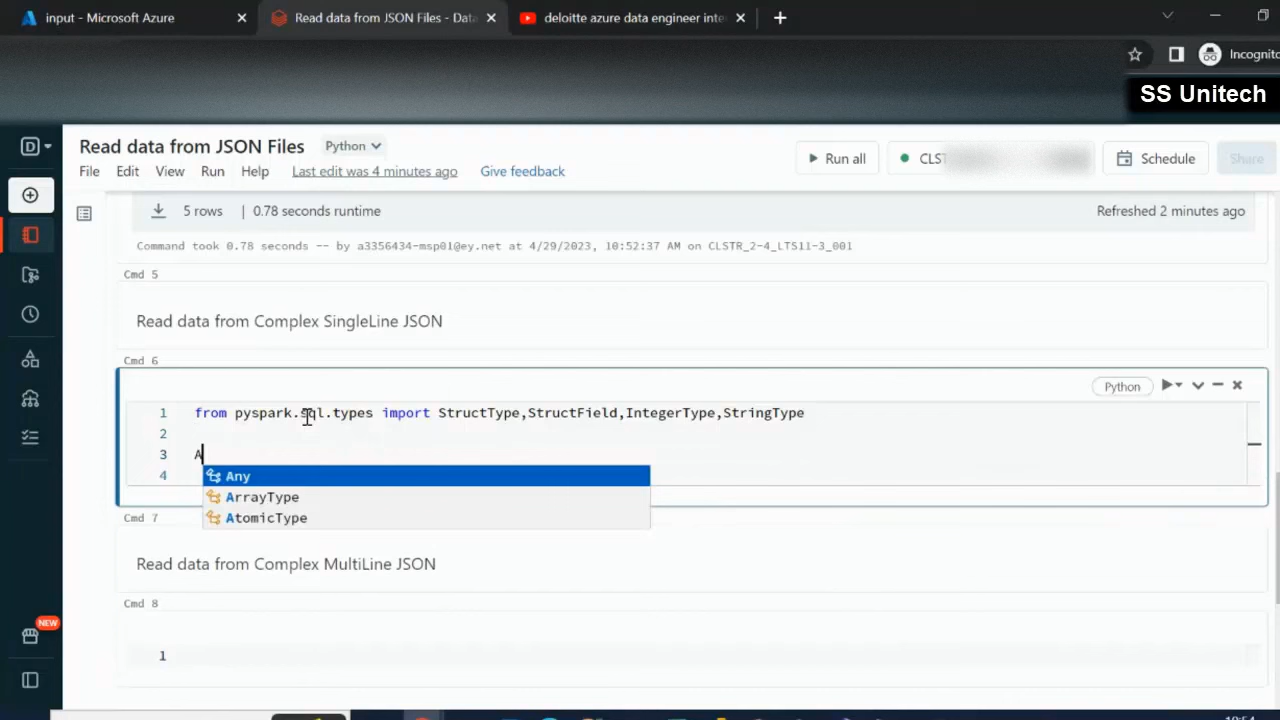 input - Microsoft Azure
Read data from JSON Files - Data
deloitte azure data engineer inte
Incognito
SS Unitech
D
Read data from JSON Files
Python
Run all
CLST
Schedule
Share
File
Edit
View
Run
Help
Last edit was 4 minutes ago
Give feedback
5 rows | 0.78 seconds runtime
Refreshed 2 minutes ago
Command took 0.78 seconds -- by a3356434-msp01@ey.net at 4/29/2023, 10:52:37 AM on CLSTR_2-4_LTS11-3_001
Cmd 5
Read data from Complex SingleLine JSON
Cmd 6
Python
1 from pyspark.sql.types import StructType,StructField,IntegerType,StringType
2
3 A
Any
4
ArrayType
AtomicType
Cmd 7
Read data from Complex MultiLine JSON
Cmd 8
NEW
1